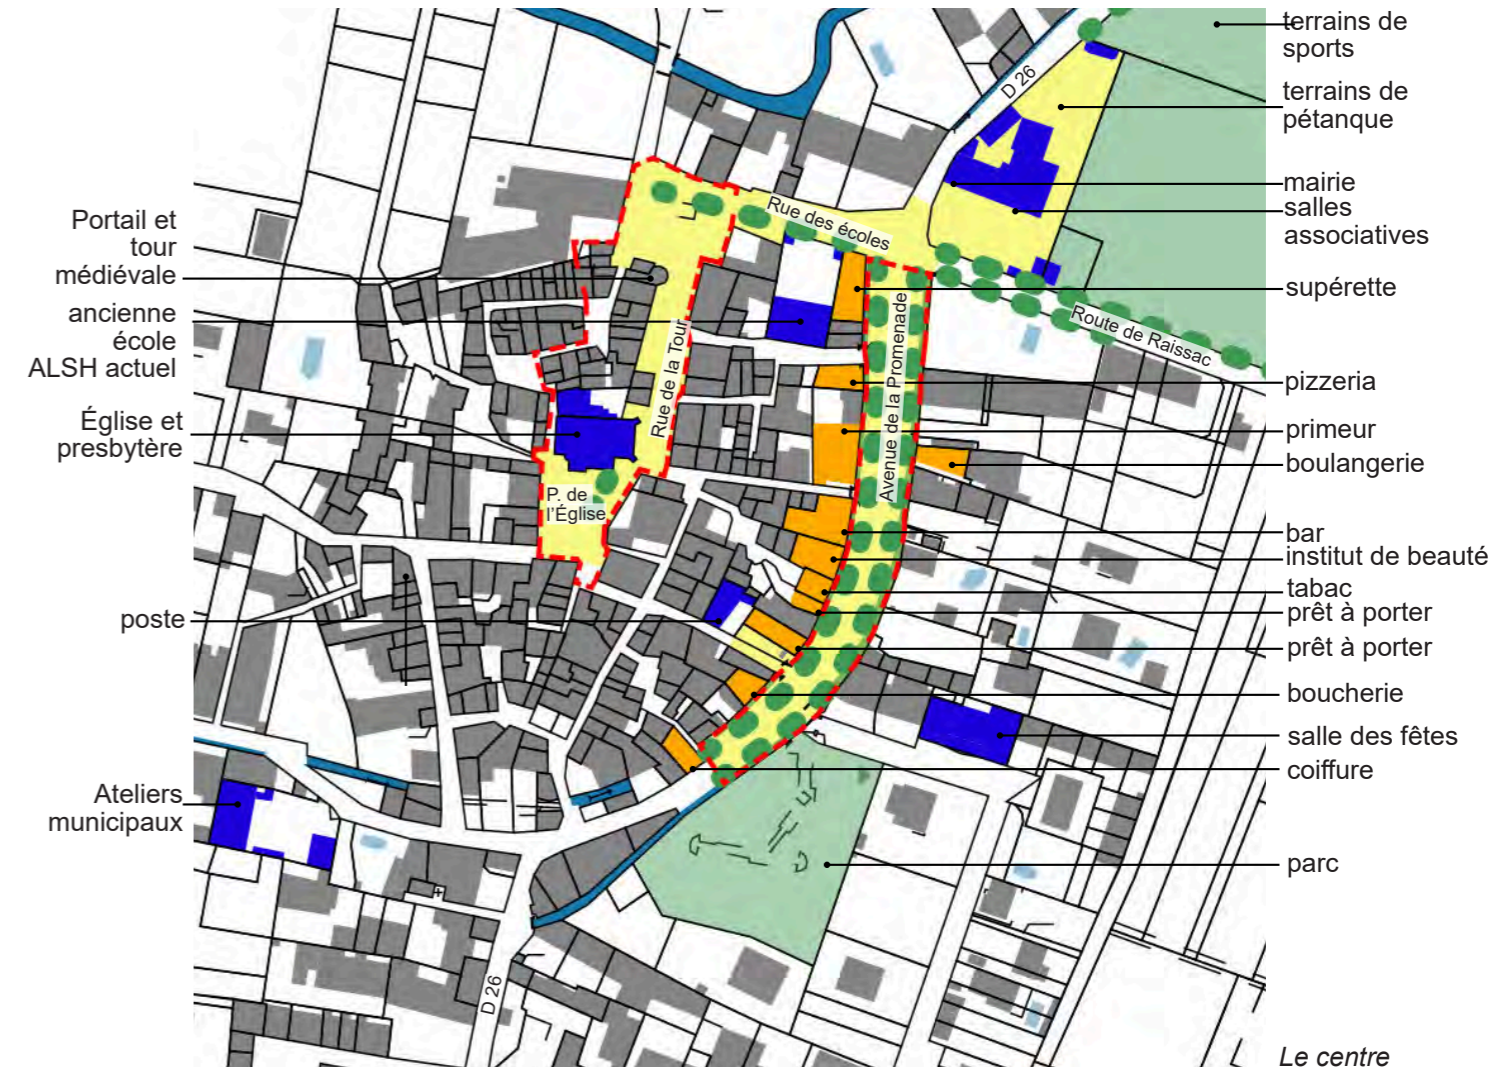 terrains de
sports
terrains de
pétanque
mairie
salles
associatives
supérette
pizzeria
primeur
boulangerie
bar
institut de beauté
tabac
prêt à porter
prêt à porter
boucherie
salle des fêtes
coiffure
parc
Portail et
tour
médiévale
ancienne
école
ALSH actuel
Église et
presbytère
poste
Ateliers
municipaux
D 26
Rue des écoles
Route de Raissac
Avenue de la Promenade
Rue de la Tour
P. de
l'Église
D 26
Le centre